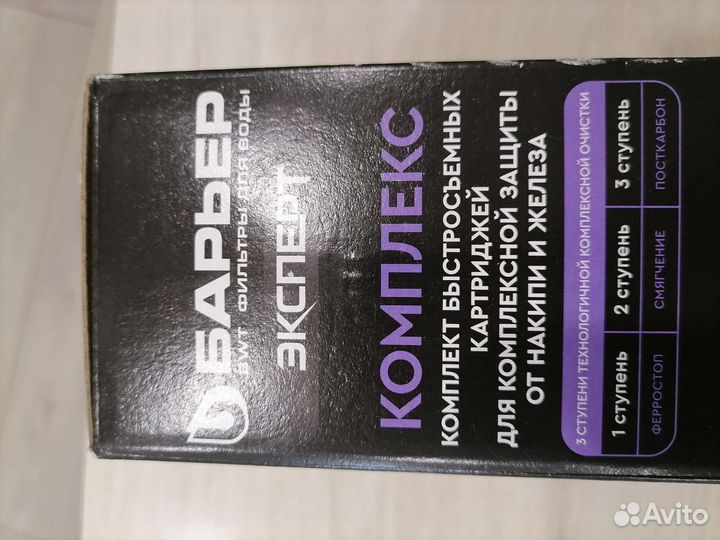 БАРЬЕР
BWT ФИЛЬТРЫ ДЛЯ ВОДЫ
ЭКСПЕРТ
КОМПЛЕКС
КОМПЛЕКТ БЫСТРОСЪЕМНЫХ
КАРТРИДЖЕЙ
ДЛЯ КОМПЛЕКСНОЙ ЗАЩИТЫ
ОТ НАКИПИ И ЖЕЛЕЗА
3 СТУПЕНИ ТЕХНОЛОГИЧНОЙ КОМПЛЕКСНОЙ ОЧИСТКИ
1 ступень 2 ступень 3 ступень
ФЕРРОСТОП СМЯГЧЕНИЕ ПОСТКАРБОН
Avito